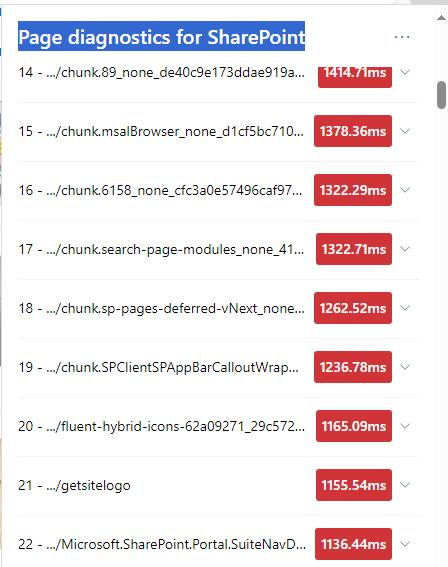 Page diagnostics for SharePoint
...
14 - .../chunk.89_none_de40c9e173ddae919a... 1414.71ms
15 - .../chunk.msalBrowser_none_d1cf5bc710... 1378.36ms
16 - .../chunk.6158_none_cfc3a0e57496caf97... 1322.29ms
17 - .../chunk.search-page-modules_none_41... 1322.71ms
18 - .../chunk.sp-pages-deferred-vNext_none... 1262.52ms
19 - .../chunk.SPClientSPAppBarCalloutWrap... 1236.78ms
20 - .../fluent-hybrid-icons-62a09271_29c572... 1165.09ms
21 - .../getsitelogo 1155.54ms
22 - .../Microsoft.SharePoint.Portal.SuiteNavD... 1136.44ms